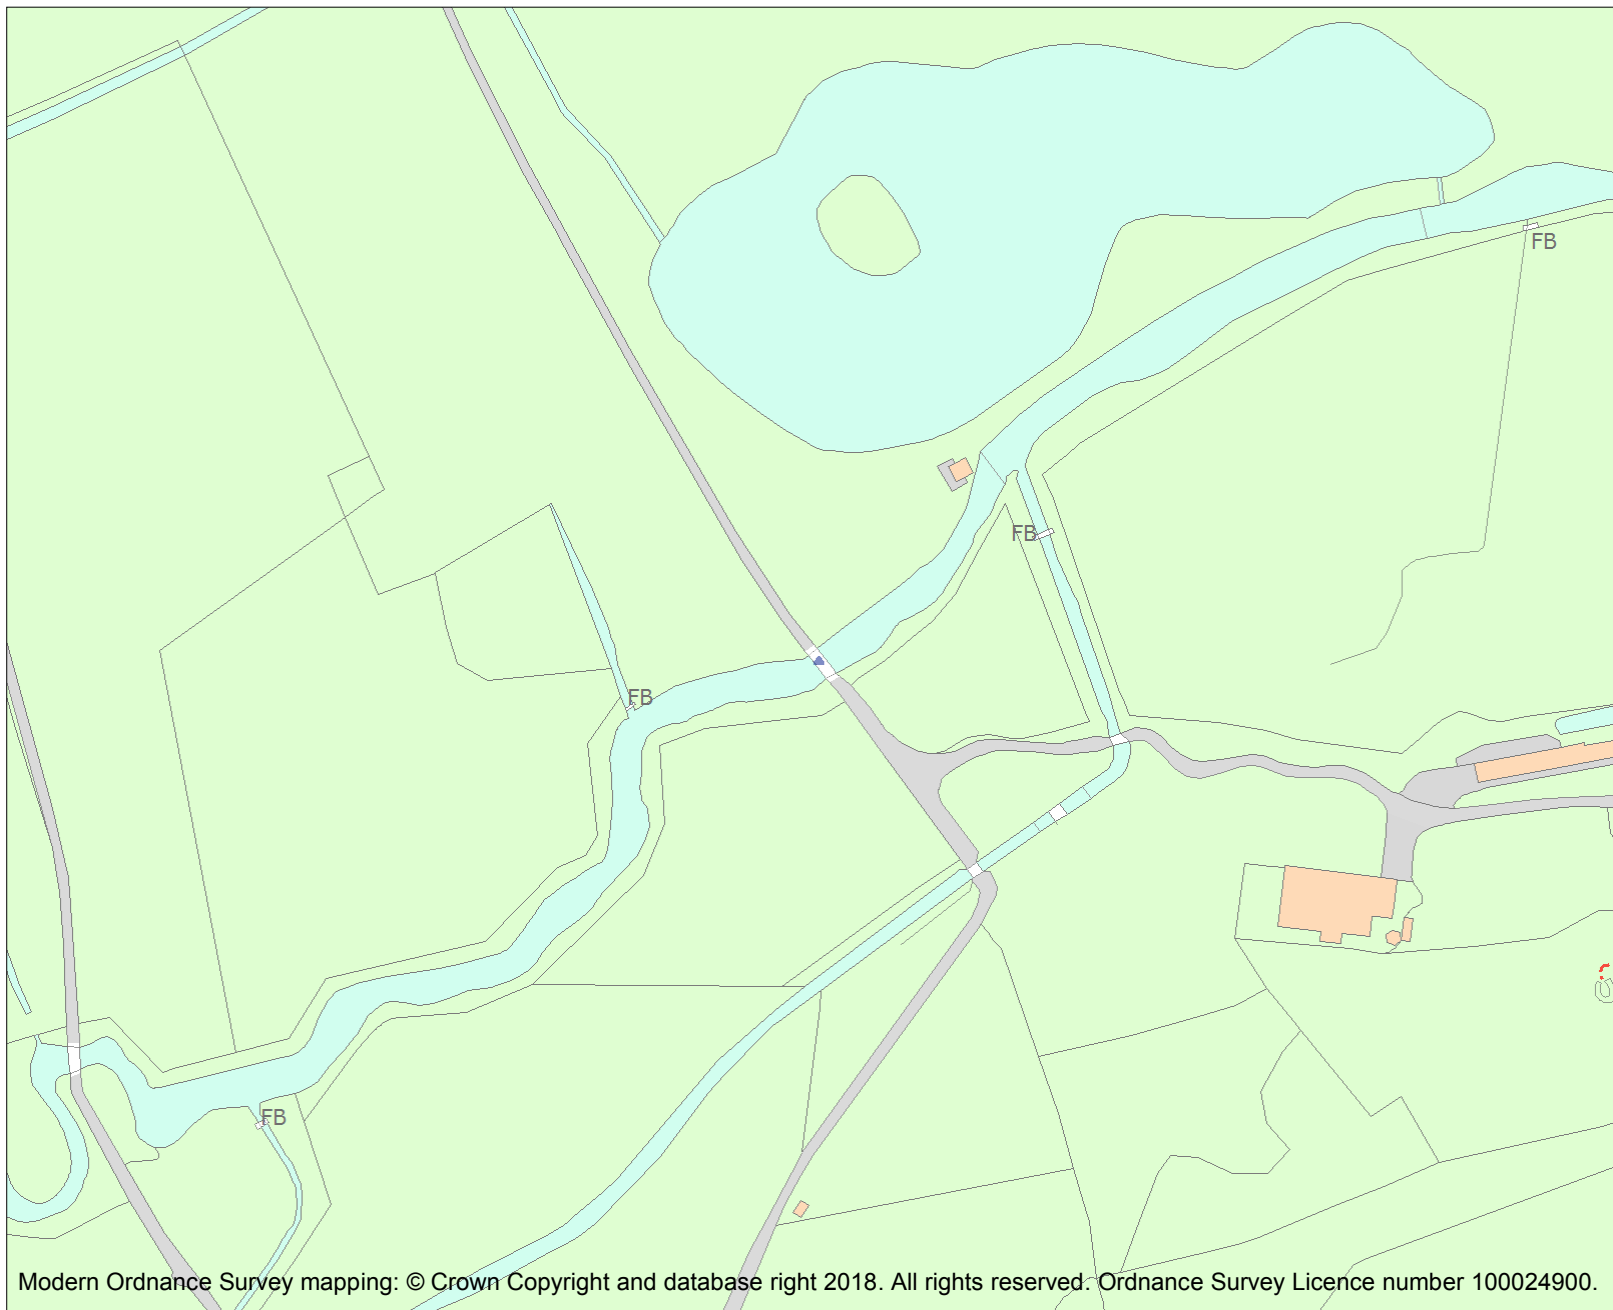 FB
FB
FB
FB
Modern Ordnance Survey mapping: © Crown Copyright and database right 2018. All rights reserved. Ordnance Survey Licence number 100024900.